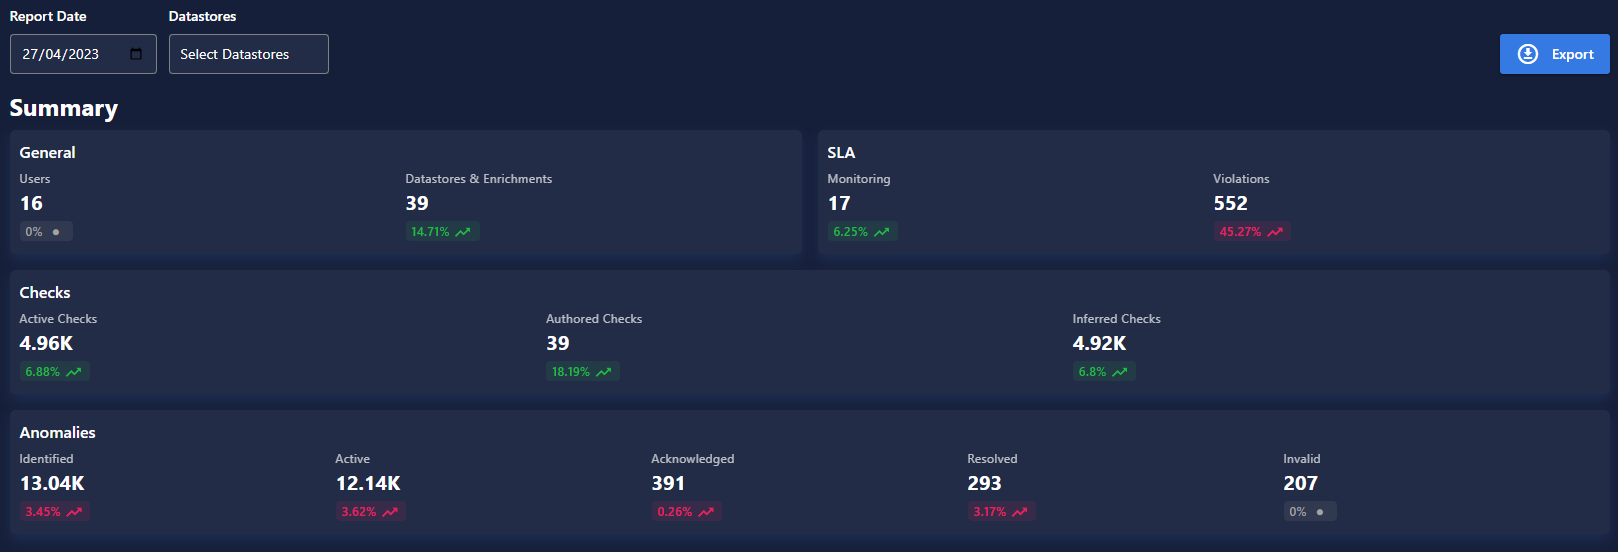 Report Date
Datastores
27/04/2023
Select Datastores
Export
Summary
General
Users
16
0%
Datastores & Enrichments
39
14.71%
SLA
Monitoring
17
6.25%
Violations
552
45.27%
Checks
Active Checks
4.96K
6.88%
Authored Checks
39
18.19%
Inferred Checks
4.92K
6.8%
Anomalies
Identified
13.04K
3.45%
Active
12.14K
3.62%
Acknowledged
391
0.26%
Resolved
293
3.17%
Invalid
207
0%